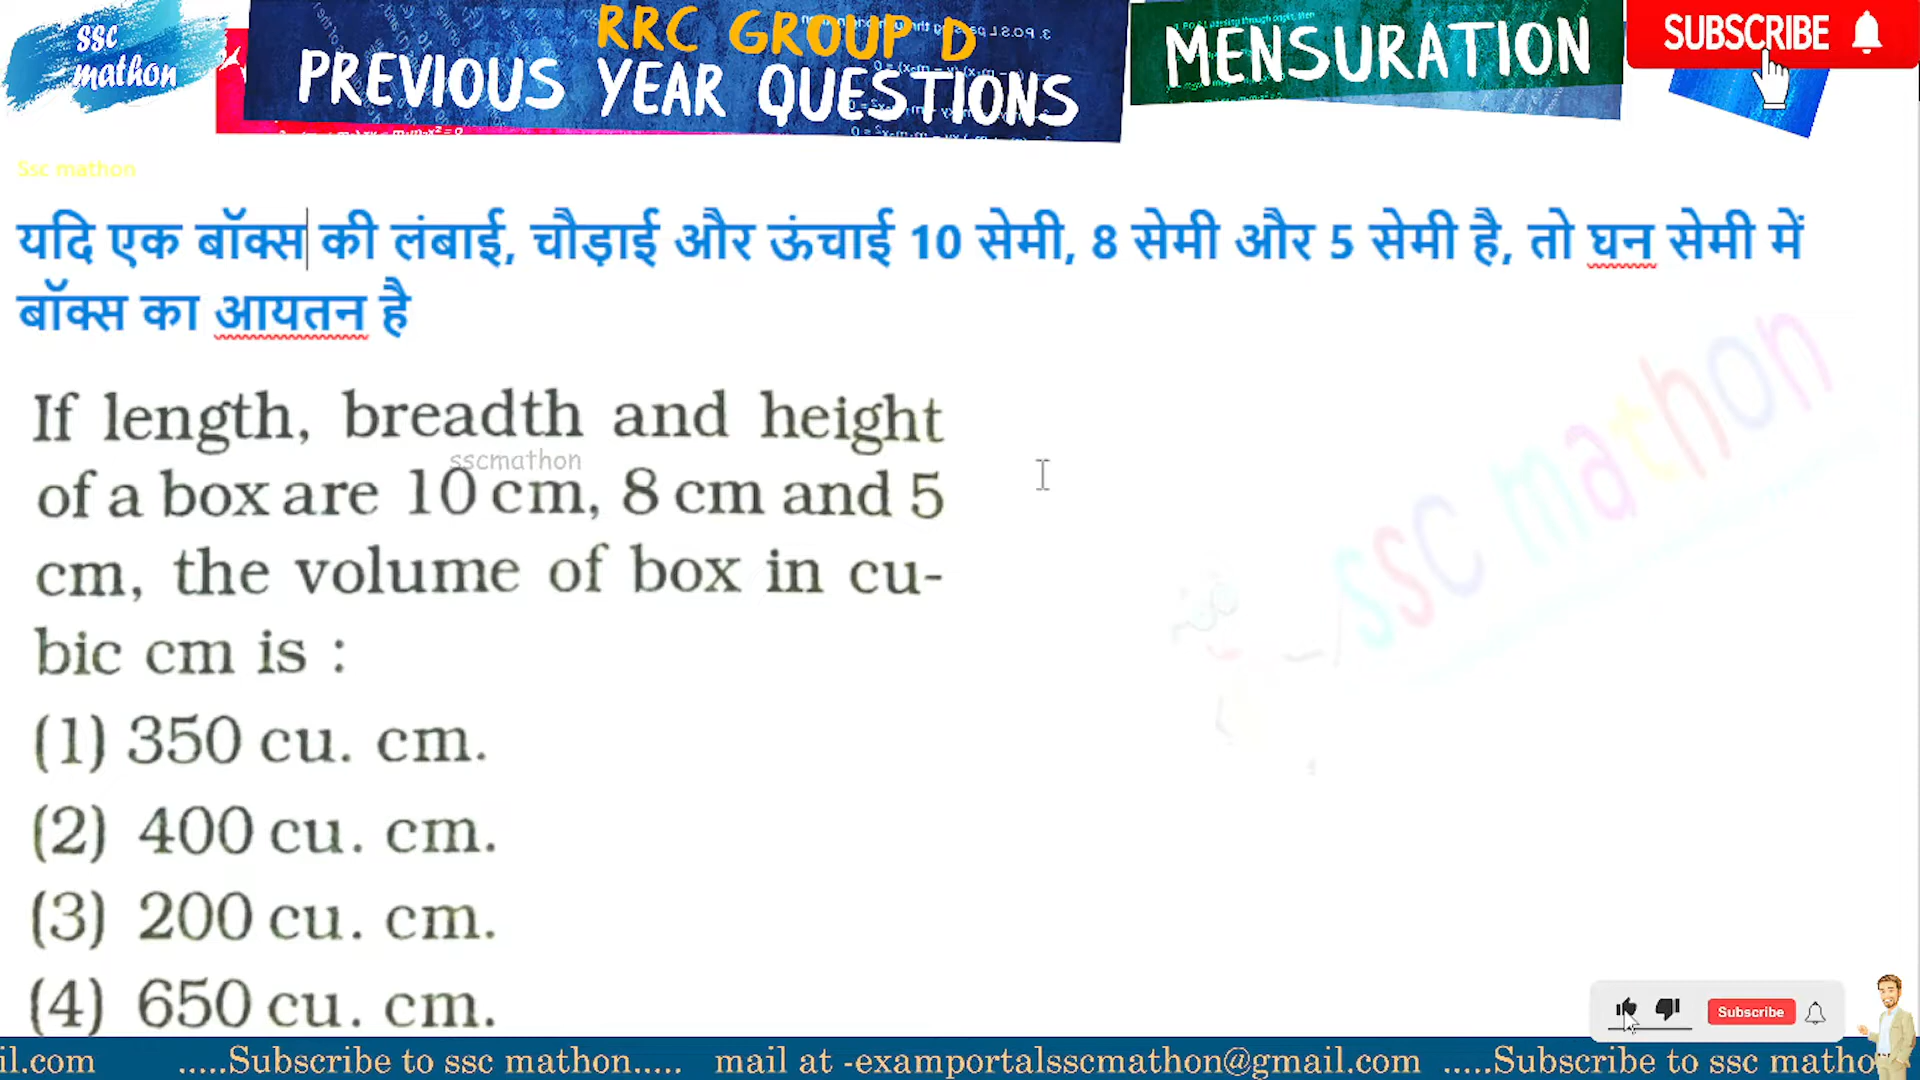 ssc
mathon
RRC GROUP D
PREVIOUS YEAR QUESTIONS
MENSURATION
SUBSCRIBE
Ssc mathon
यदि एक बॉक्स की लंबाई, चौड़ाई और ऊंचाई 10 सेमी, 8 सेमी और 5 सेमी है, तो घन सेमी में
बॉक्स का आयतन है
If length, breadth and height
sscmathon
of a box are 10 cm, 8 cm and 5
cm, the volume of box in cu-
bic cm is :
ssc mathon
(1) 350 cu. cm.
(2) 400 cu. cm.
(3) 200 cu. cm.
(4) 650 cu. cm.
Subscribe
il.com .....Subscribe to ssc mathon..... mail at -examportalsscmathon@gmail.com .....Subscribe to ssc matho